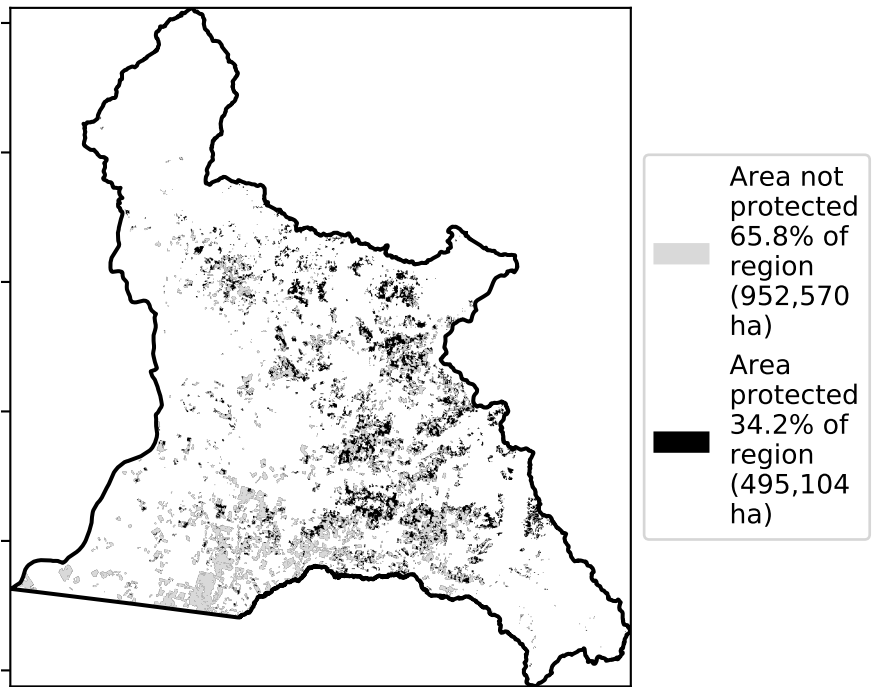 Area not
protected
65.8% of
region
(952,570
ha)
Area
protected
34.2% of
region
(495,104
ha)